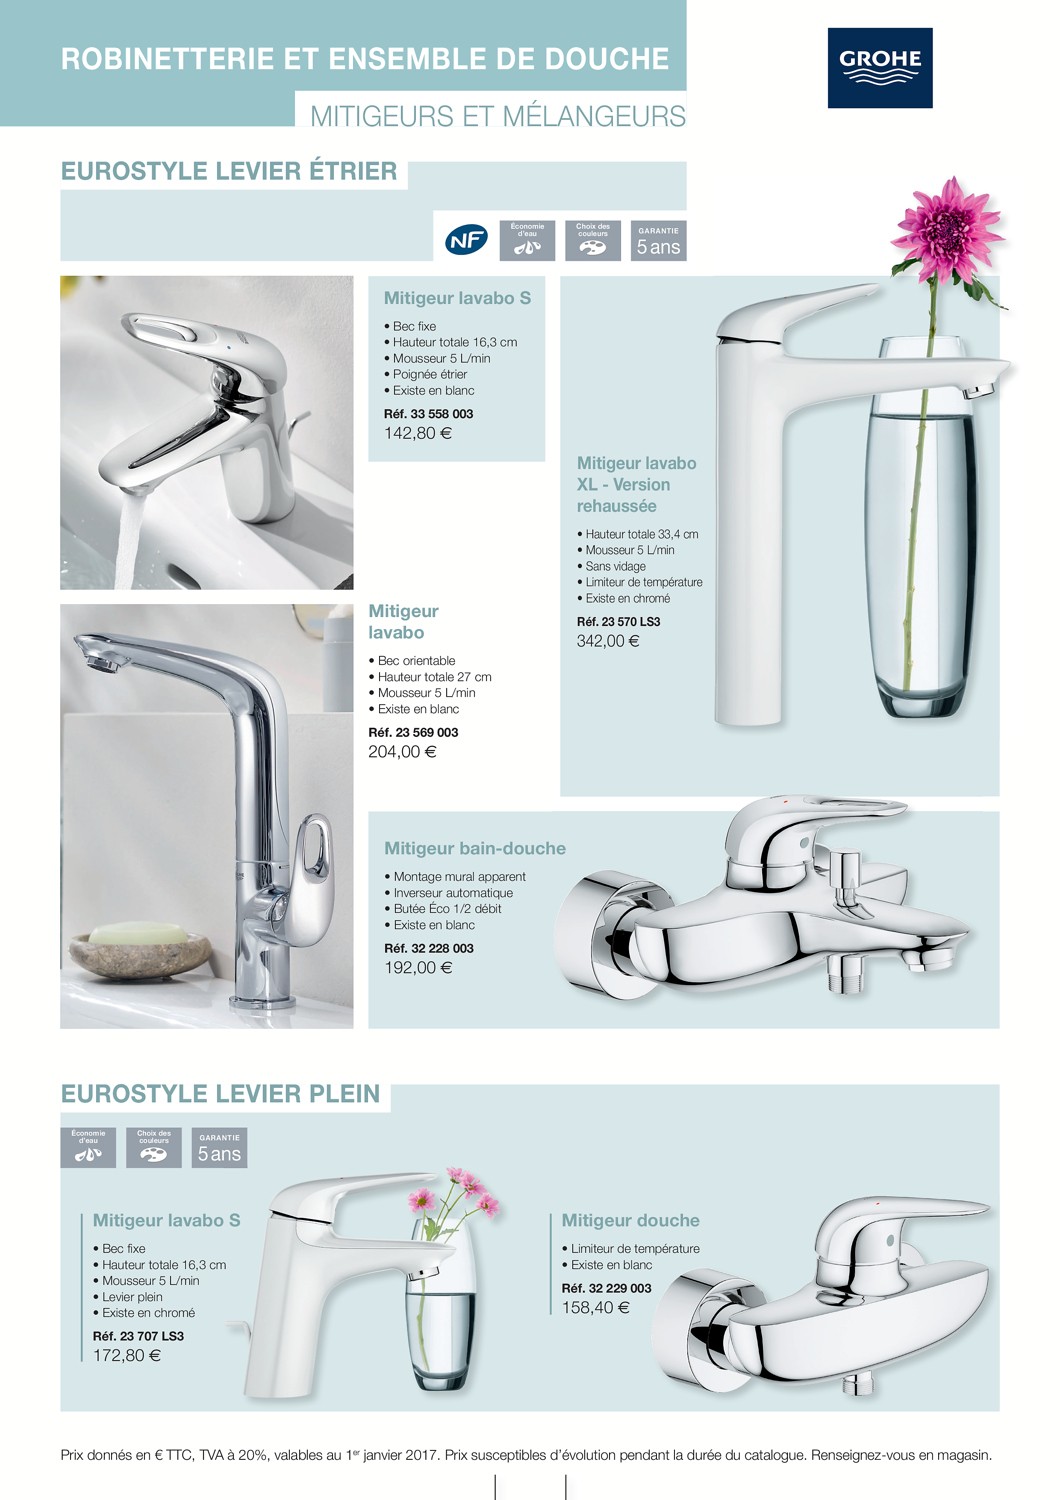 ROBINETTERIE ET ENSEMBLE DE DOUCHE
GROHE
MITIGEURS ET MÉLANGEURS
EUROSTYLE LEVIER ÉTRIER
NF
Économie
d'eau
Choix des
couleurs
GARANTIE
5 ans
Mitigeur lavabo S
• Bec fixe
• Hauteur totale 16,3 cm
• Mousseur 5 L/min
• Poignée étrier
• Existe en blanc
Réf. 33 558 003
142,80 €
Mitigeur lavabo
XL - Version
rehaussée
• Hauteur totale 33,4 cm
• Mousseur 5 L/min
• Sans vidage
• Limiteur de température
• Existe en chromé
Réf. 23 570 LS3
342,00 €
Mitigeur
lavabo
• Bec orientable
• Hauteur totale 27 cm
• Mousseur 5 L/min
• Existe en blanc
Réf. 23 569 003
204,00 €
Mitigeur bain-douche
• Montage mural apparent
• Inverseur automatique
• Butée Éco 1/2 débit
• Existe en blanc
Réf. 32 228 003
192,00 €
EUROSTYLE LEVIER PLEIN
Économie
d'eau
Choix des
couleurs
GARANTIE
5 ans
Mitigeur lavabo S
• Bec fixe
• Hauteur totale 16,3 cm
• Mousseur 5 L/min
• Levier plein
• Existe en chromé
Réf. 23 707 LS3
172,80 €
Mitigeur douche
• Limiteur de température
• Existe en blanc
Réf. 32 229 003
158,40 €
Prix donnés en € TTC, TVA à 20%, valables au 1er janvier 2017. Prix susceptibles d'évolution pendant la durée du catalogue. Renseignez-vous en magasin.